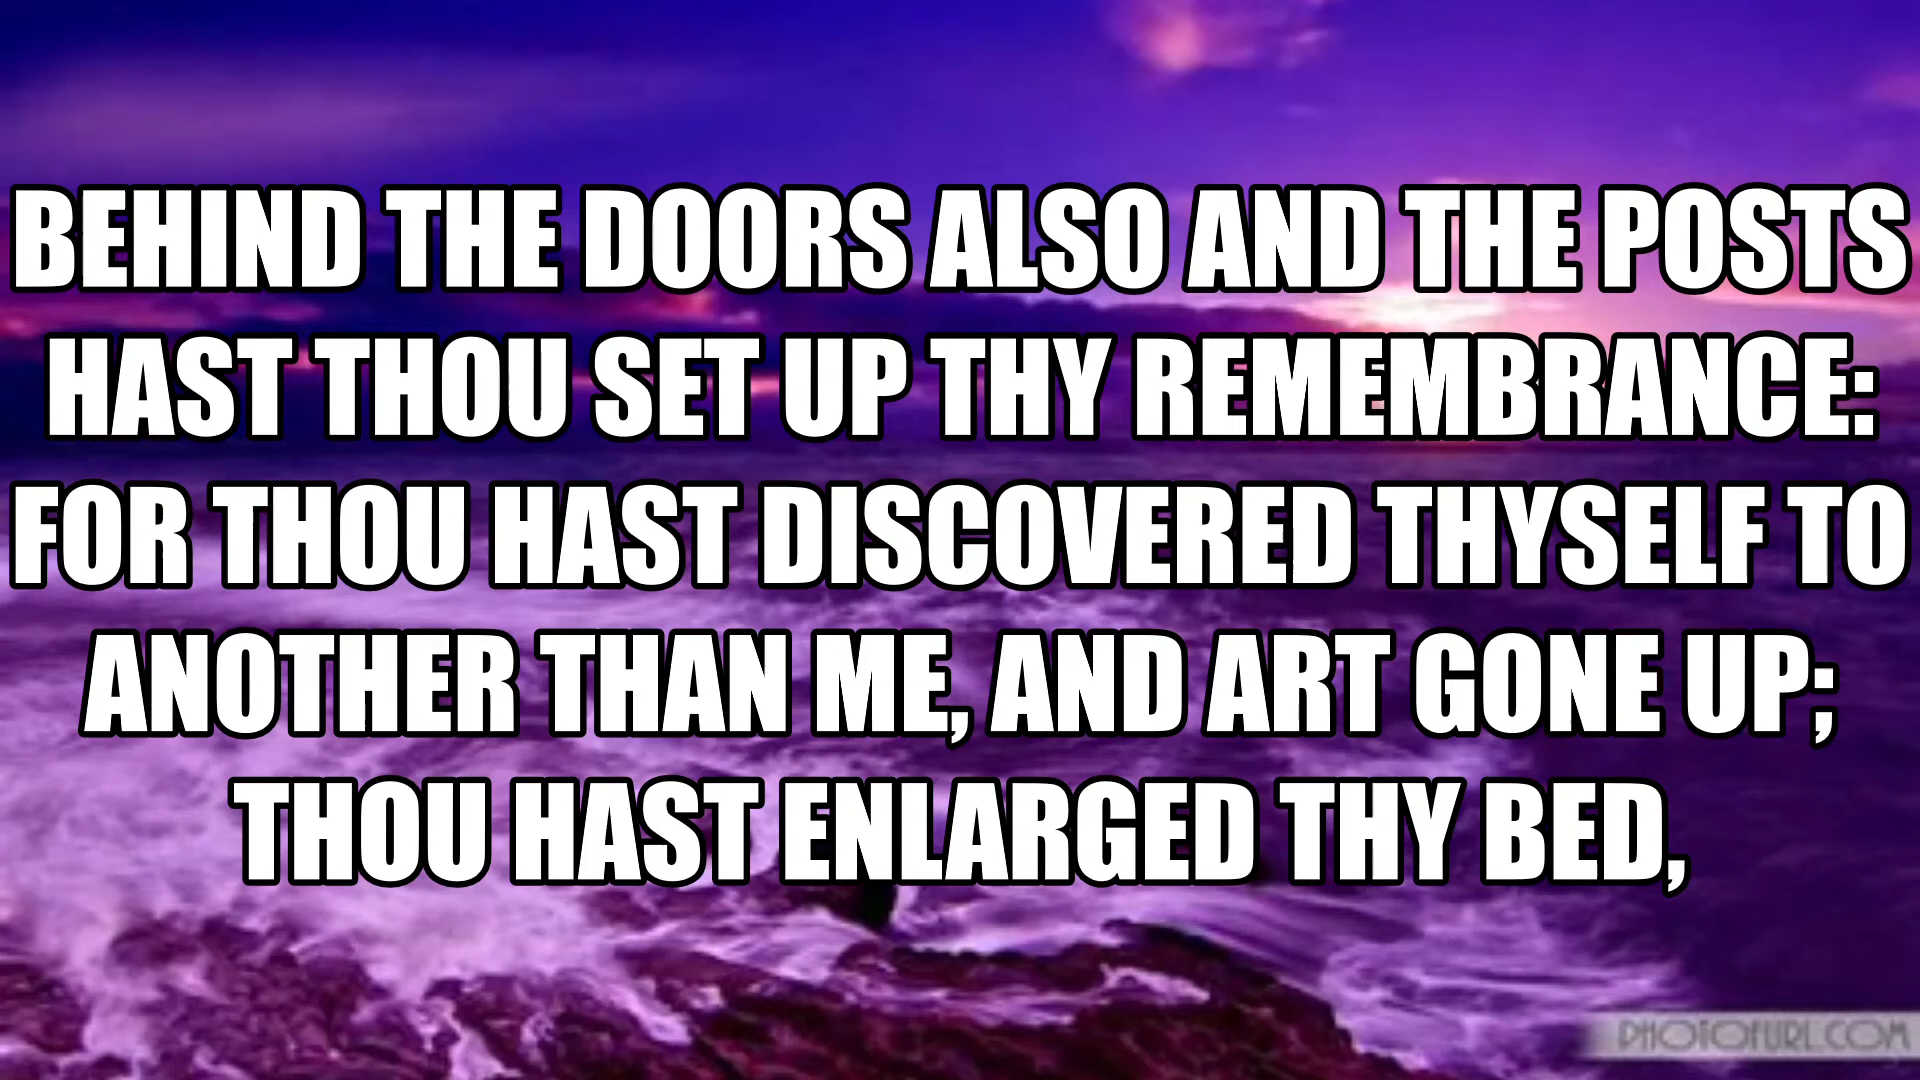 BEHIND THE DOORS ALSO AND THE POSTS
HAST THOU SET UP THY REMEMBRANCE:
FOR THOU HAST DISCOVERED THYSELF TO
ANOTHER THAN ME, AND ART GONE UP;
THOU HAST ENLARGED THY BED,
PHOTOFURL.COM